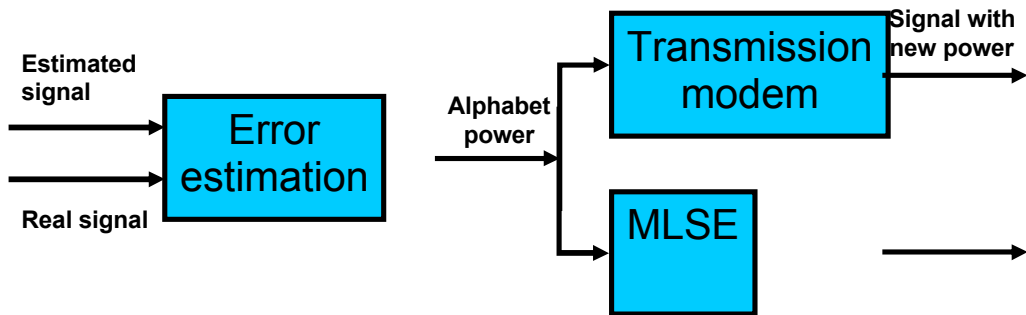 Estimated
signal
Error
estimation
Real signal
Alphabet
power
Transmission
modem
Signal with
new power
MLSE